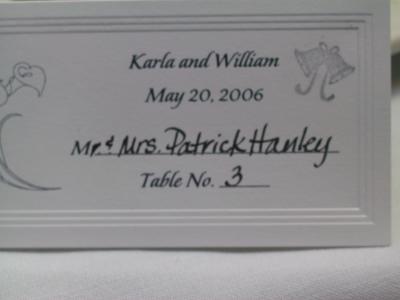 Karla and William
May 20, 2006
Mr. & Mrs. Patrick Hanley
Table No. 3